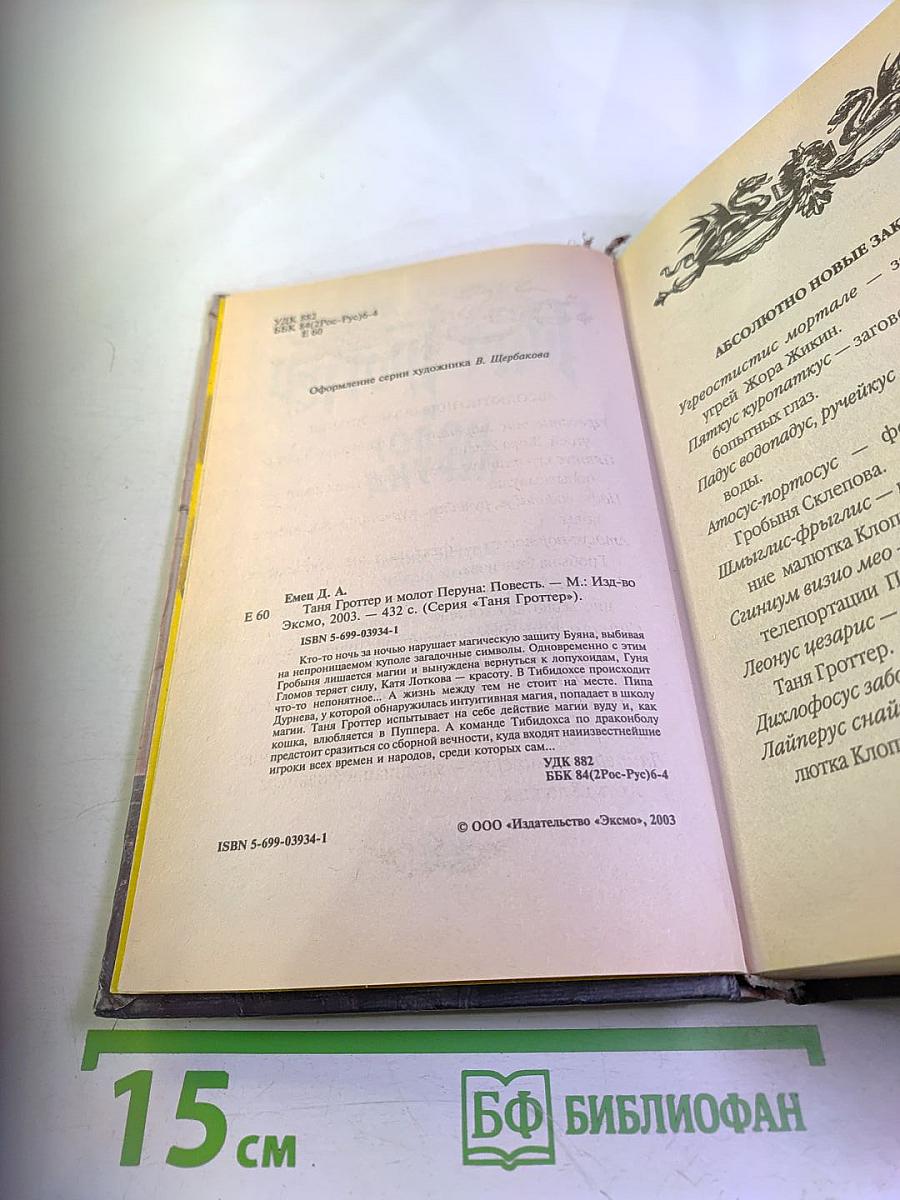 УДК 882
ББК 84(2Рос-Рус)6-4
Е 60
Оформление серии художника В. Щербакова
Емец Д. А.
Е 60 Таня Гроттер и молот Перуна: Повесть. — М.: Изд-во
Эксмо, 2003. — 432 с. (Серия «Таня Гроттер»).
ISBN 5-699-03934-1
Кто-то ночь за ночью нарушает магическую защиту Буяна, выбивая
на непроницаемом куполе загадочные символы. Одновременно с этим
Гробыня лишается магии и вынуждена вернуться к лопухоидам, Гуня
Гломов теряет силу, Катя Лоткова — красоту. В Тибидохсе происходит
что-то непонятное... А жизнь между тем не стоит на месте. Пипа
Дурнева, у которой обнаружилась интуитивная магия, попадает в школу
магии. Таня Гроттер испытывает на себе действие магии вуду и, как
кошка, влюбляется в Пуппера. А команде Тибидохса по драконболу
предстоит сразиться со сборной вечности, куда входят наиизвестнейшие
игроки всех времен и народов, среди которых сам...
УДК 882
ББК 84(2Рос-Рус)6-4
ISBN 5-699-03934-1
© ООО «Издательство «Эксмо», 2003
АБСОЛЮТНО НОВЫЕ ЗАК
Угреостистис мортале — за
угрей Жора Жикин.
Пяткус куропаткус — загово
бопытных глаз.
Падус водопадус, ручейкус
воды.
Атосус-портосус — фо
Гробыня Склепова.
Шмыглис-фрыглис —
ние малютка Клоп
Сгиниум визио мео -
телепортации П
Леонус цезарис —
Таня Гроттер.
Дихлофосус забо
Лайперус снай
лютка Клоп
15 см
БФ БИБЛИОФАН